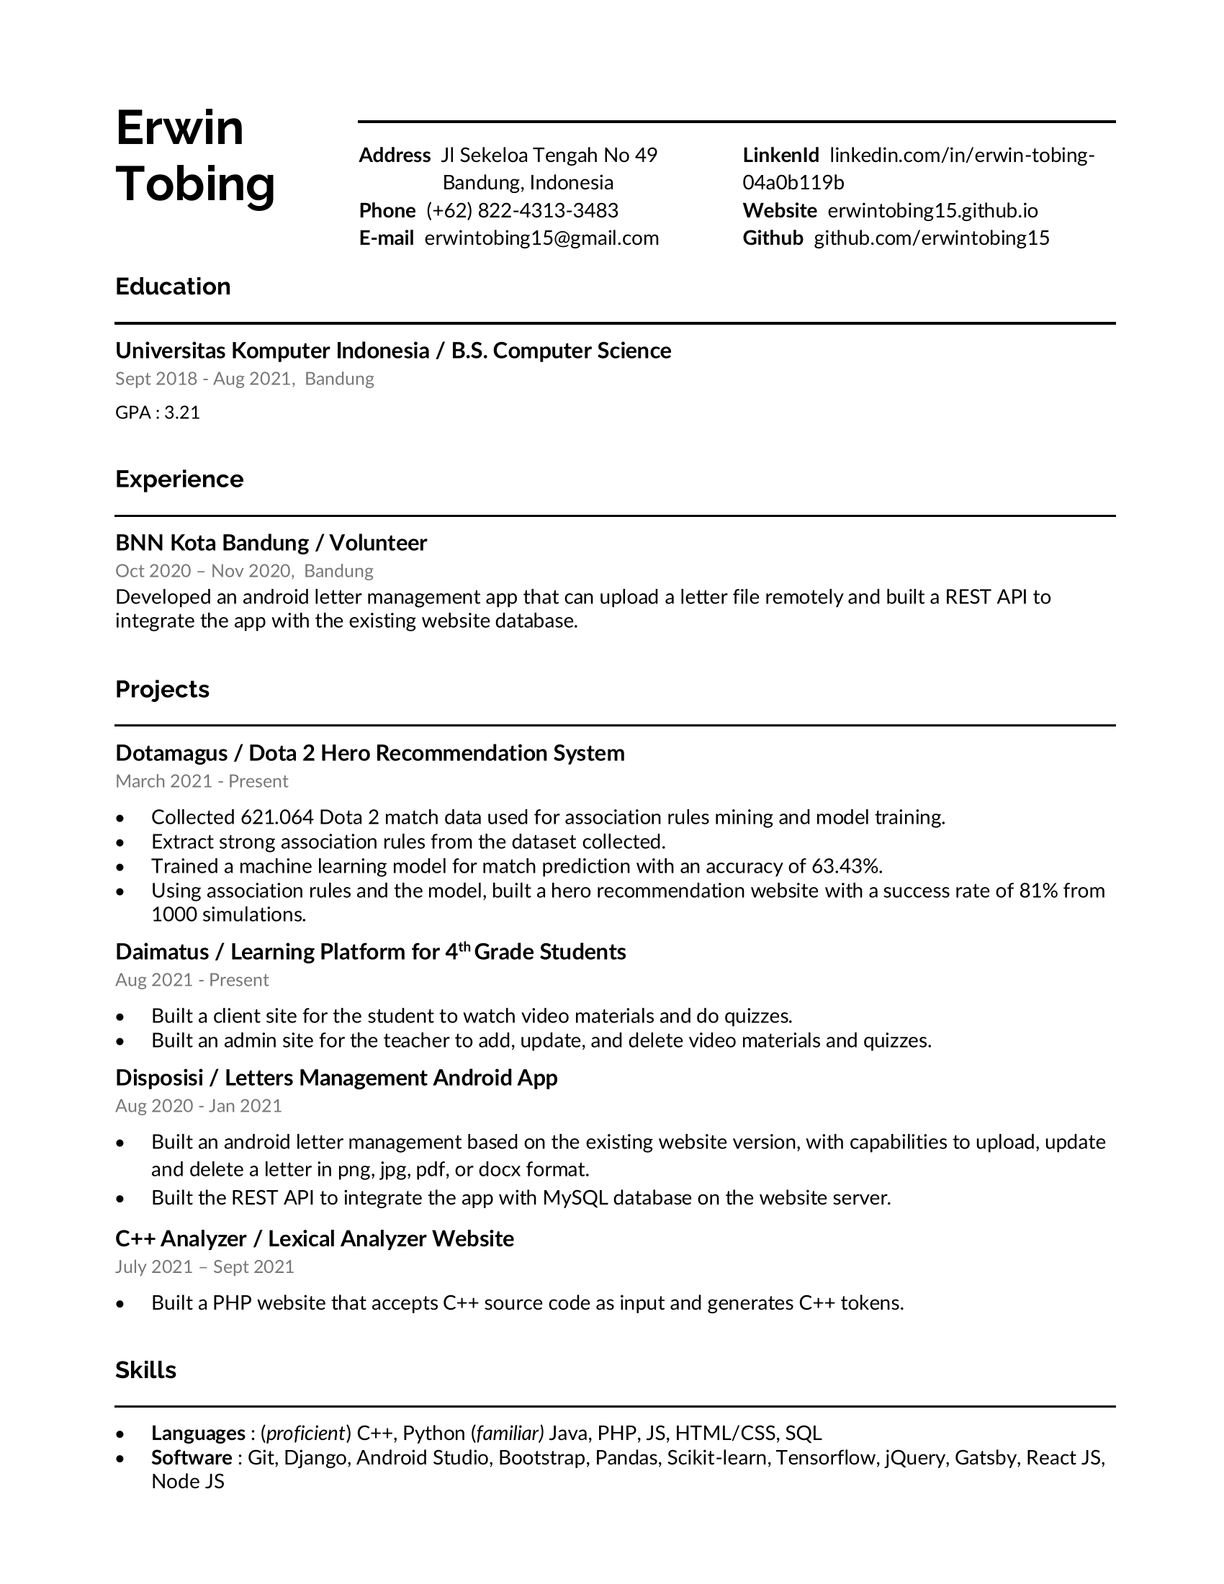 Erwin
Tobing
Address  Jl Sekeloa Tengah No 49
Bandung, Indonesia
Phone  (+62) 822-4313-3483
E-mail  erwintobing15@gmail.com
LinkenId  linkedin.com/in/erwin-tobing-
04a0b119b
Website  erwintobing15.github.io
Github  github.com/erwintobing15
Education
Universitas Komputer Indonesia / B.S. Computer Science
Sept 2018 - Aug 2021,  Bandung
GPA : 3.21
Experience
BNN Kota Bandung / Volunteer
Oct 2020 – Nov 2020,  Bandung
Developed an android letter management app that can upload a letter file remotely and built a REST API to
integrate the app with the existing website database.
Projects
Dotamagus / Dota 2 Hero Recommendation System
March 2021 - Present
• Collected 621.064 Dota 2 match data used for association rules mining and model training.
• Extract strong association rules from the dataset collected.
• Trained a machine learning model for match prediction with an accuracy of 63.43%.
• Using association rules and the model, built a hero recommendation website with a success rate of 81% from
1000 simulations.
Daimatus / Learning Platform for 4th Grade Students
Aug 2021 - Present
• Built a client site for the student to watch video materials and do quizzes.
• Built an admin site for the teacher to add, update, and delete video materials and quizzes.
Disposisi / Letters Management Android App
Aug 2020 - Jan 2021
• Built an android letter management based on the existing website version, with capabilities to upload, update
and delete a letter in png, jpg, pdf, or docx format.
• Built the REST API to integrate the app with MySQL database on the website server.
C++ Analyzer / Lexical Analyzer Website
July 2021 – Sept 2021
• Built a PHP website that accepts C++ source code as input and generates C++ tokens.
Skills
• Languages : (proficient) C++, Python (familiar) Java, PHP, JS, HTML/CSS, SQL
• Software : Git, Django, Android Studio, Bootstrap, Pandas, Scikit-learn, Tensorflow, jQuery, Gatsby, React JS,
Node JS